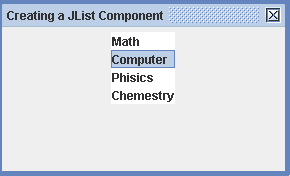 Creating a JList Component
Math
Computer
Phisics
Chemestry